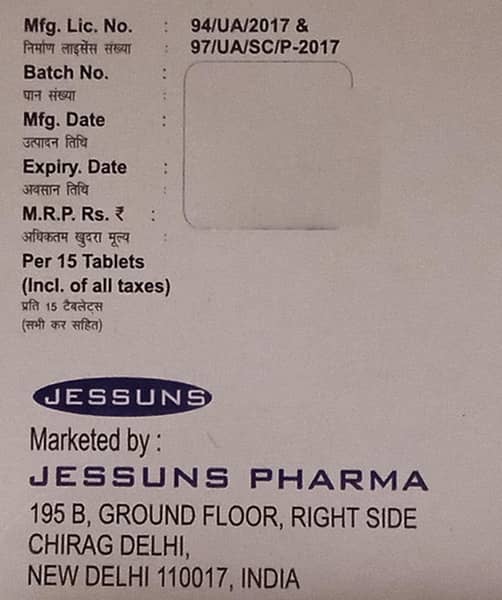 Mfg. Lic. No. : 94/UA/2017 &
निर्माण लाइसेंस संख्या 97/UA/SC/P-2017
Batch No. :
पान संख्या :
Mfg. Date :
उत्पादन तिथि :
Expiry. Date :
अवसान तिथि :
M.R.P. Rs. ₹ :
अधिकतम खुदरा मूल्य :
Per 15 Tablets
(Incl. of all taxes)
प्रति 15 टैबलेट्स
(सभी कर सहित)
JESSUNS
Marketed by :
JESSUNS PHARMA
195 B, GROUND FLOOR, RIGHT SIDE
CHIRAG DELHI,
NEW DELHI 110017, INDIA